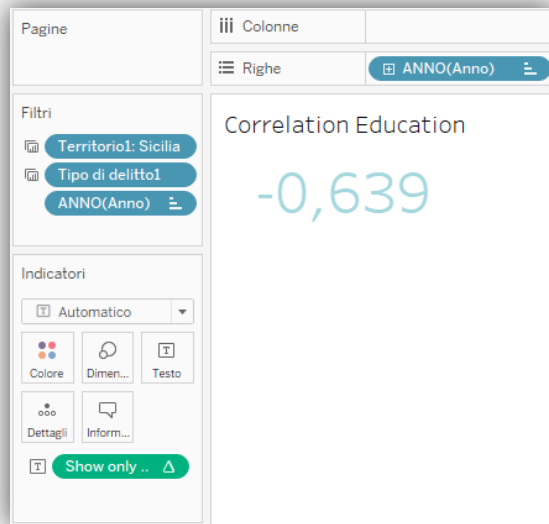 Pagine
Colonne
Righe
ANNO(Anno)
Filtri
Territorio1: Sicilia
Tipo di delitto1
ANNO(Anno)
Correlation Education
-0,639
Indicatori
T Automatico
Colore
Dimen...
T
Testo
Dettagli
Inform...
T Show only ..